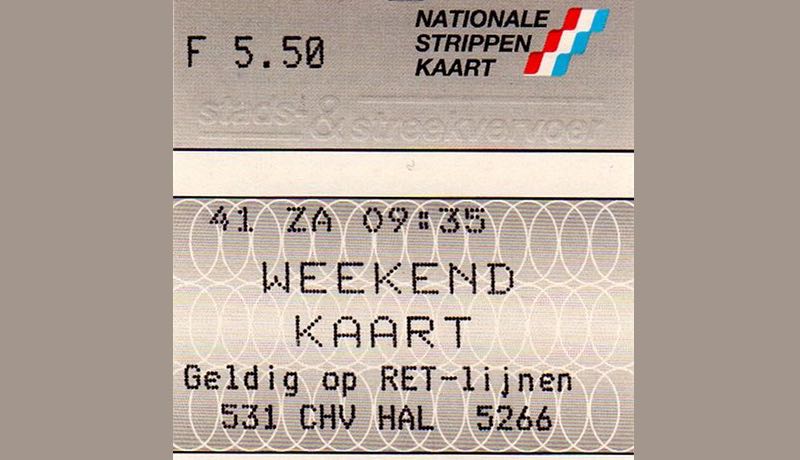 NATIONALE
STRIPPEN
KAART
F 5.50
stads- & streekvervoer
41 ZA 09:35
WEEKEND
KAART
Geldig op RET-lijnen
531 CHV HAL 5266